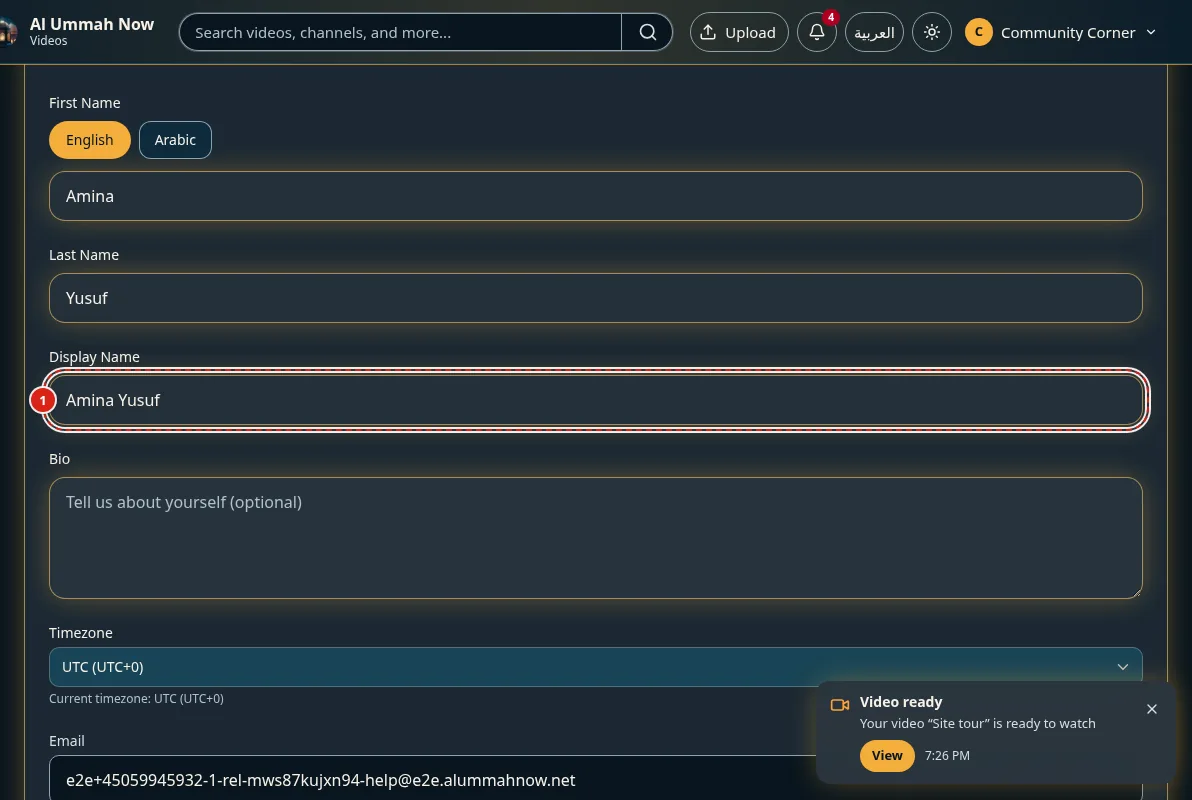 Al Ummah Now
Videos
Search videos, channels, and more...
Upload
4
العربية
C
Community Corner
First Name
English
Arabic
Amina
Last Name
Yusuf
Display Name
1
Amina Yusuf
Bio
Tell us about yourself (optional)
Timezone
UTC (UTC+0)
Current timezone: UTC (UTC+0)
Video ready
Your video “Site tour” is ready to watch
View
7:26 PM
Email
e2e+45059945932-1-rel-mws87kujxn94-help@e2e.alummahnow.net